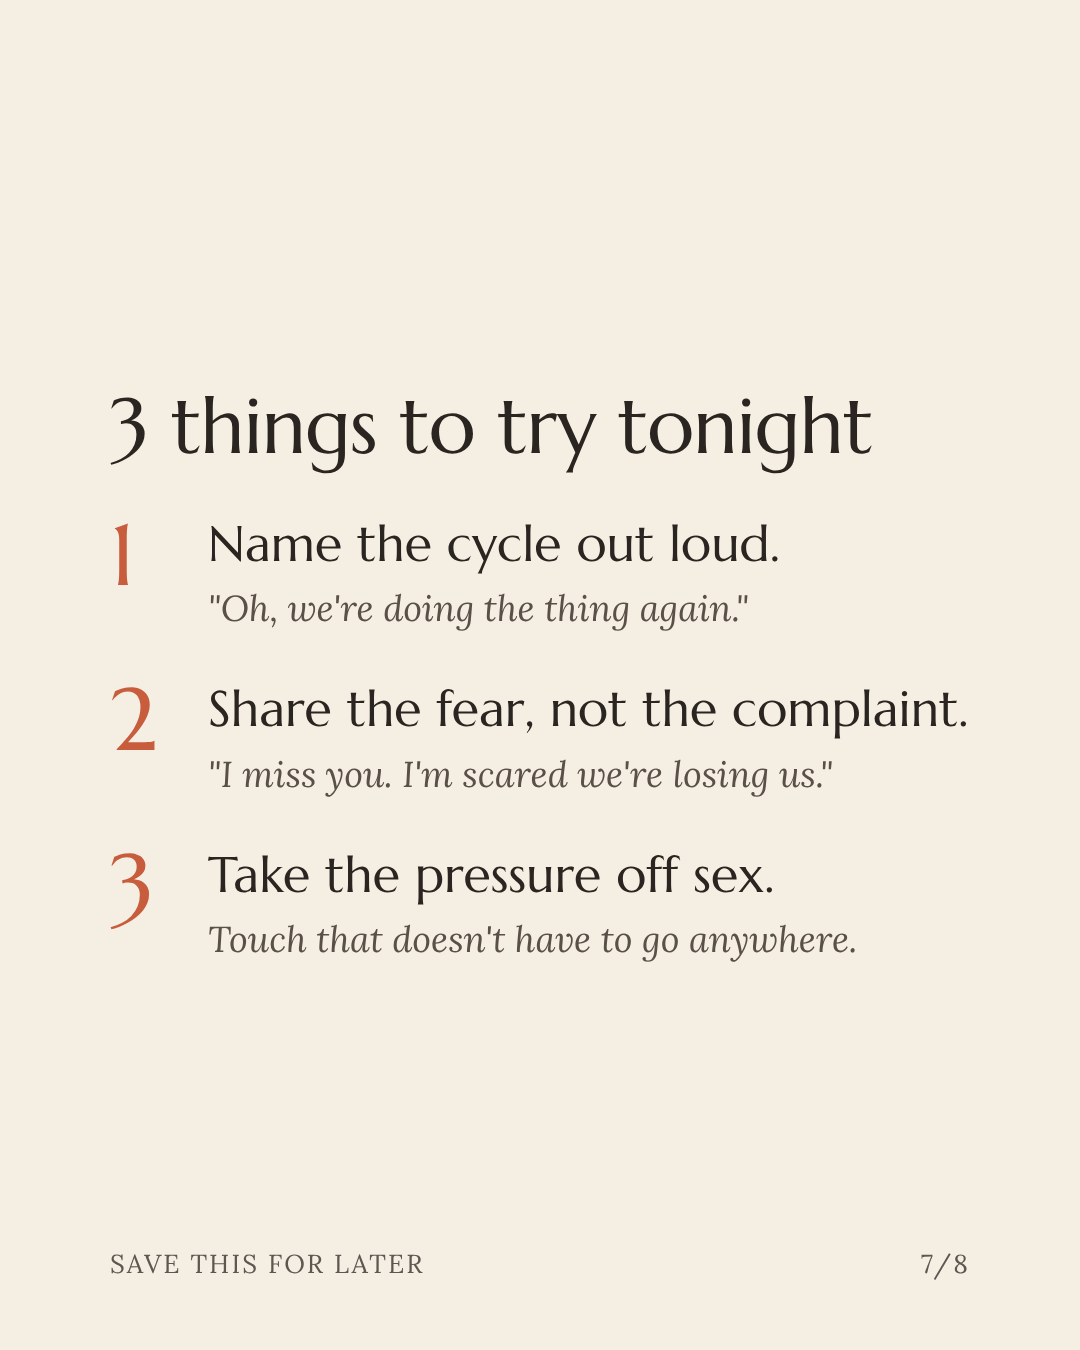 3 things to try tonight
1 Name the cycle out loud.
"Oh, we're doing the thing again."
2 Share the fear, not the complaint.
"I miss you. I'm scared we're losing us."
3 Take the pressure off sex.
Touch that doesn't have to go anywhere.
SAVE THIS FOR LATER 7/8